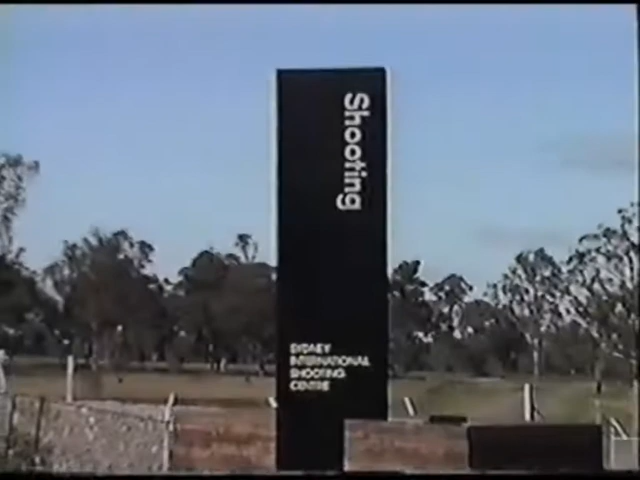 Shooting
SYDNEY
INTERNATIONAL
SHOOTING
CENTRE